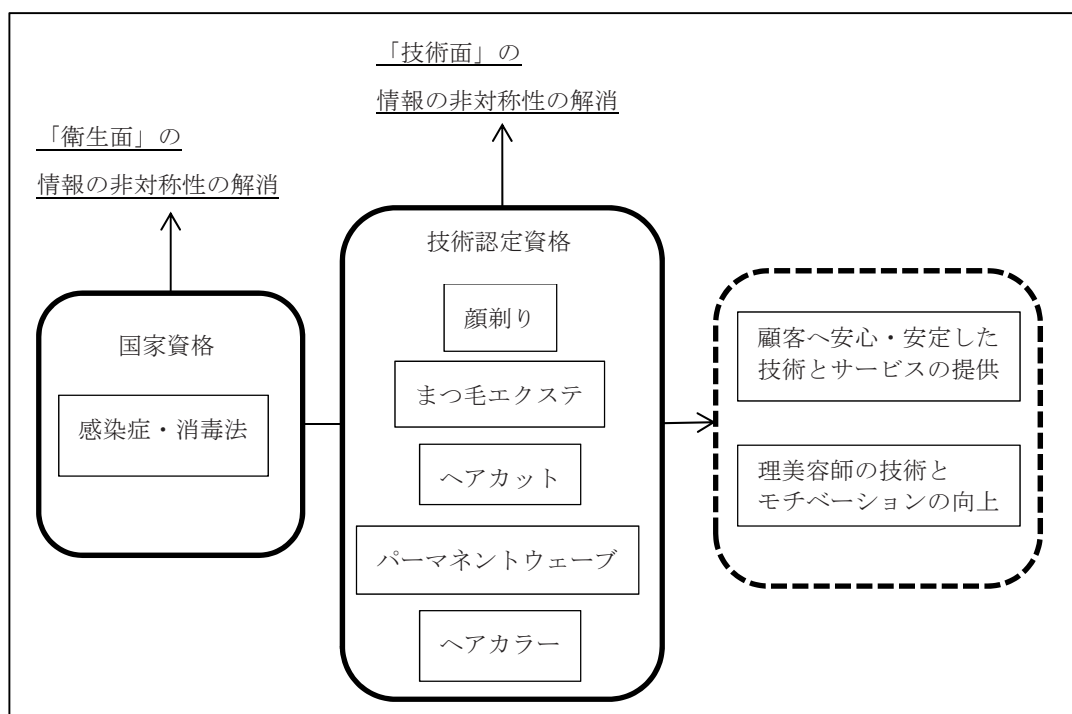 「技術面」の
情報の非対称性の解消
「衛生面」の
情報の非対称性の解消
国家資格
感染症・消毒法
技術認定資格
顔剃り
まつ毛エクステ
ヘアカット
パーマネントウェーブ
ヘアカラー
顧客へ安心・安定した
技術とサービスの提供
理美容師の技術と
モチベーションの向上